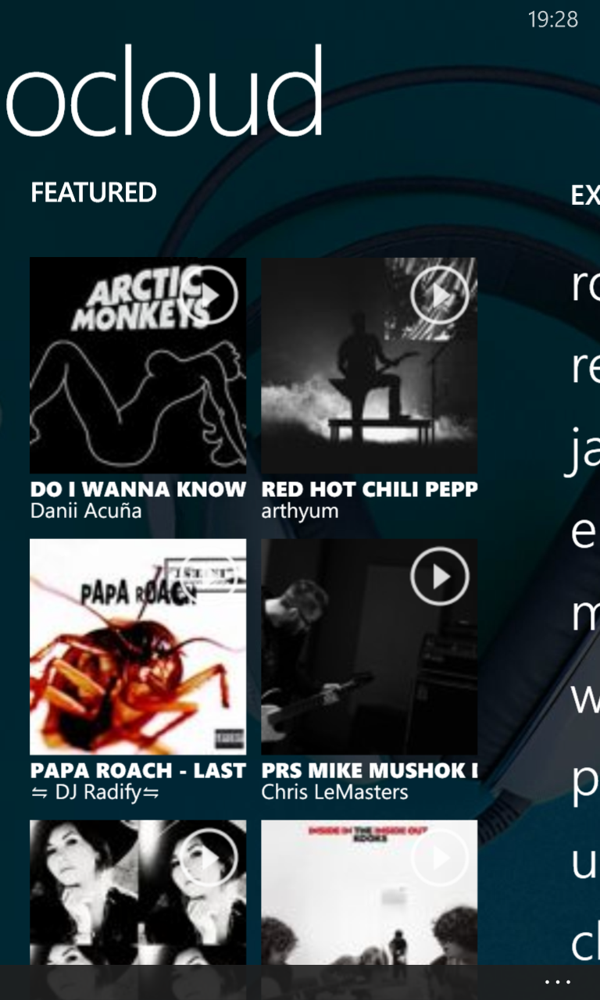 19:28
ocloud
FEATURED
EX
ARCTIC
MONKEYS
DO I WANNA KNOW
Danii Acuña
RED HOT CHILI PEPP
arthyum
PAPA ROACH
PAPA ROACH - LAST
⇋ DJ Radify⇋
PRS MIKE MUSHOK
Chris LeMasters
INSIDE IN THE INSIDE OUT
KOOKS
ro
re
ja
e
m
w
p
u
cl
...